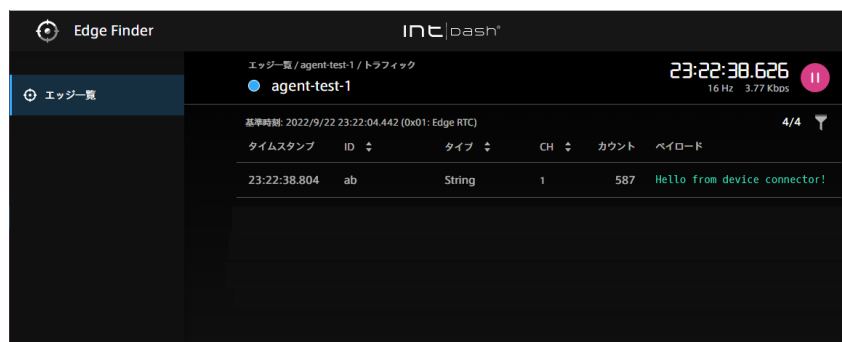 Edge Finder
intdash®
エッジ一覧
エッジ一覧 / agent-test-1 / トラフィック
agent-test-1
23:22:38.626
16 Hz 3.77 Kbps
基準時刻: 2022/9/22 23:22:04.442 (0x01: Edge RTC)
4/4
タイムスタンプ ID タイプ CH カウント ペイロード
23:22:38.804 ab String 1 587 Hello from device connector!